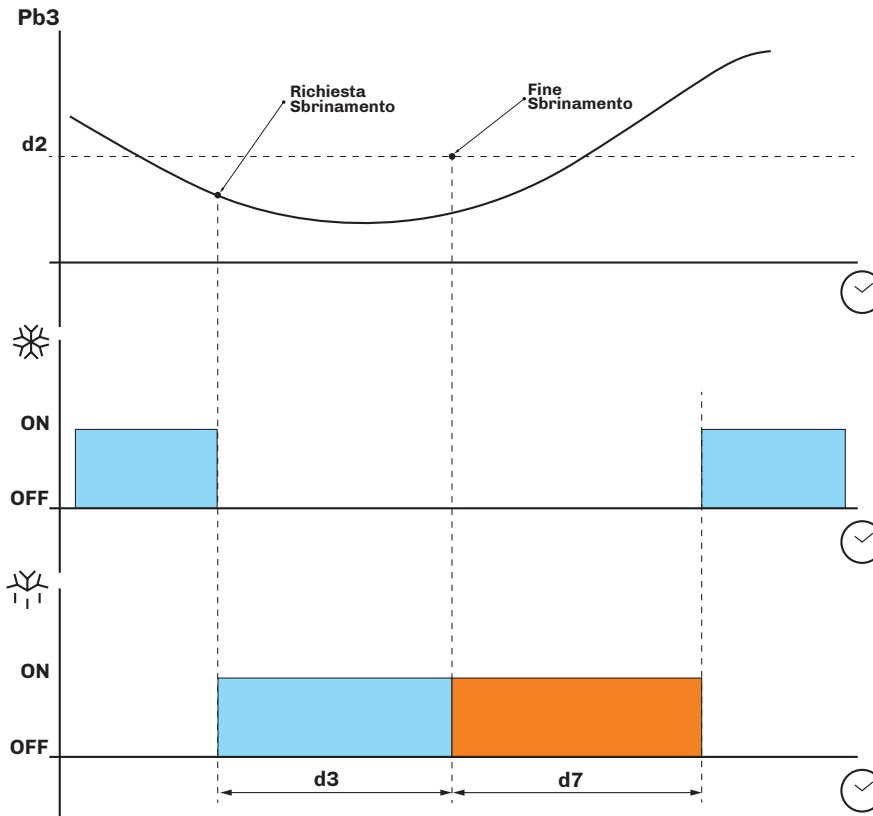 Pb3
Richiesta
Sbrinamento
Fine
Sbrinamento
d2
ON
OFF
ON
OFF
d3
d7